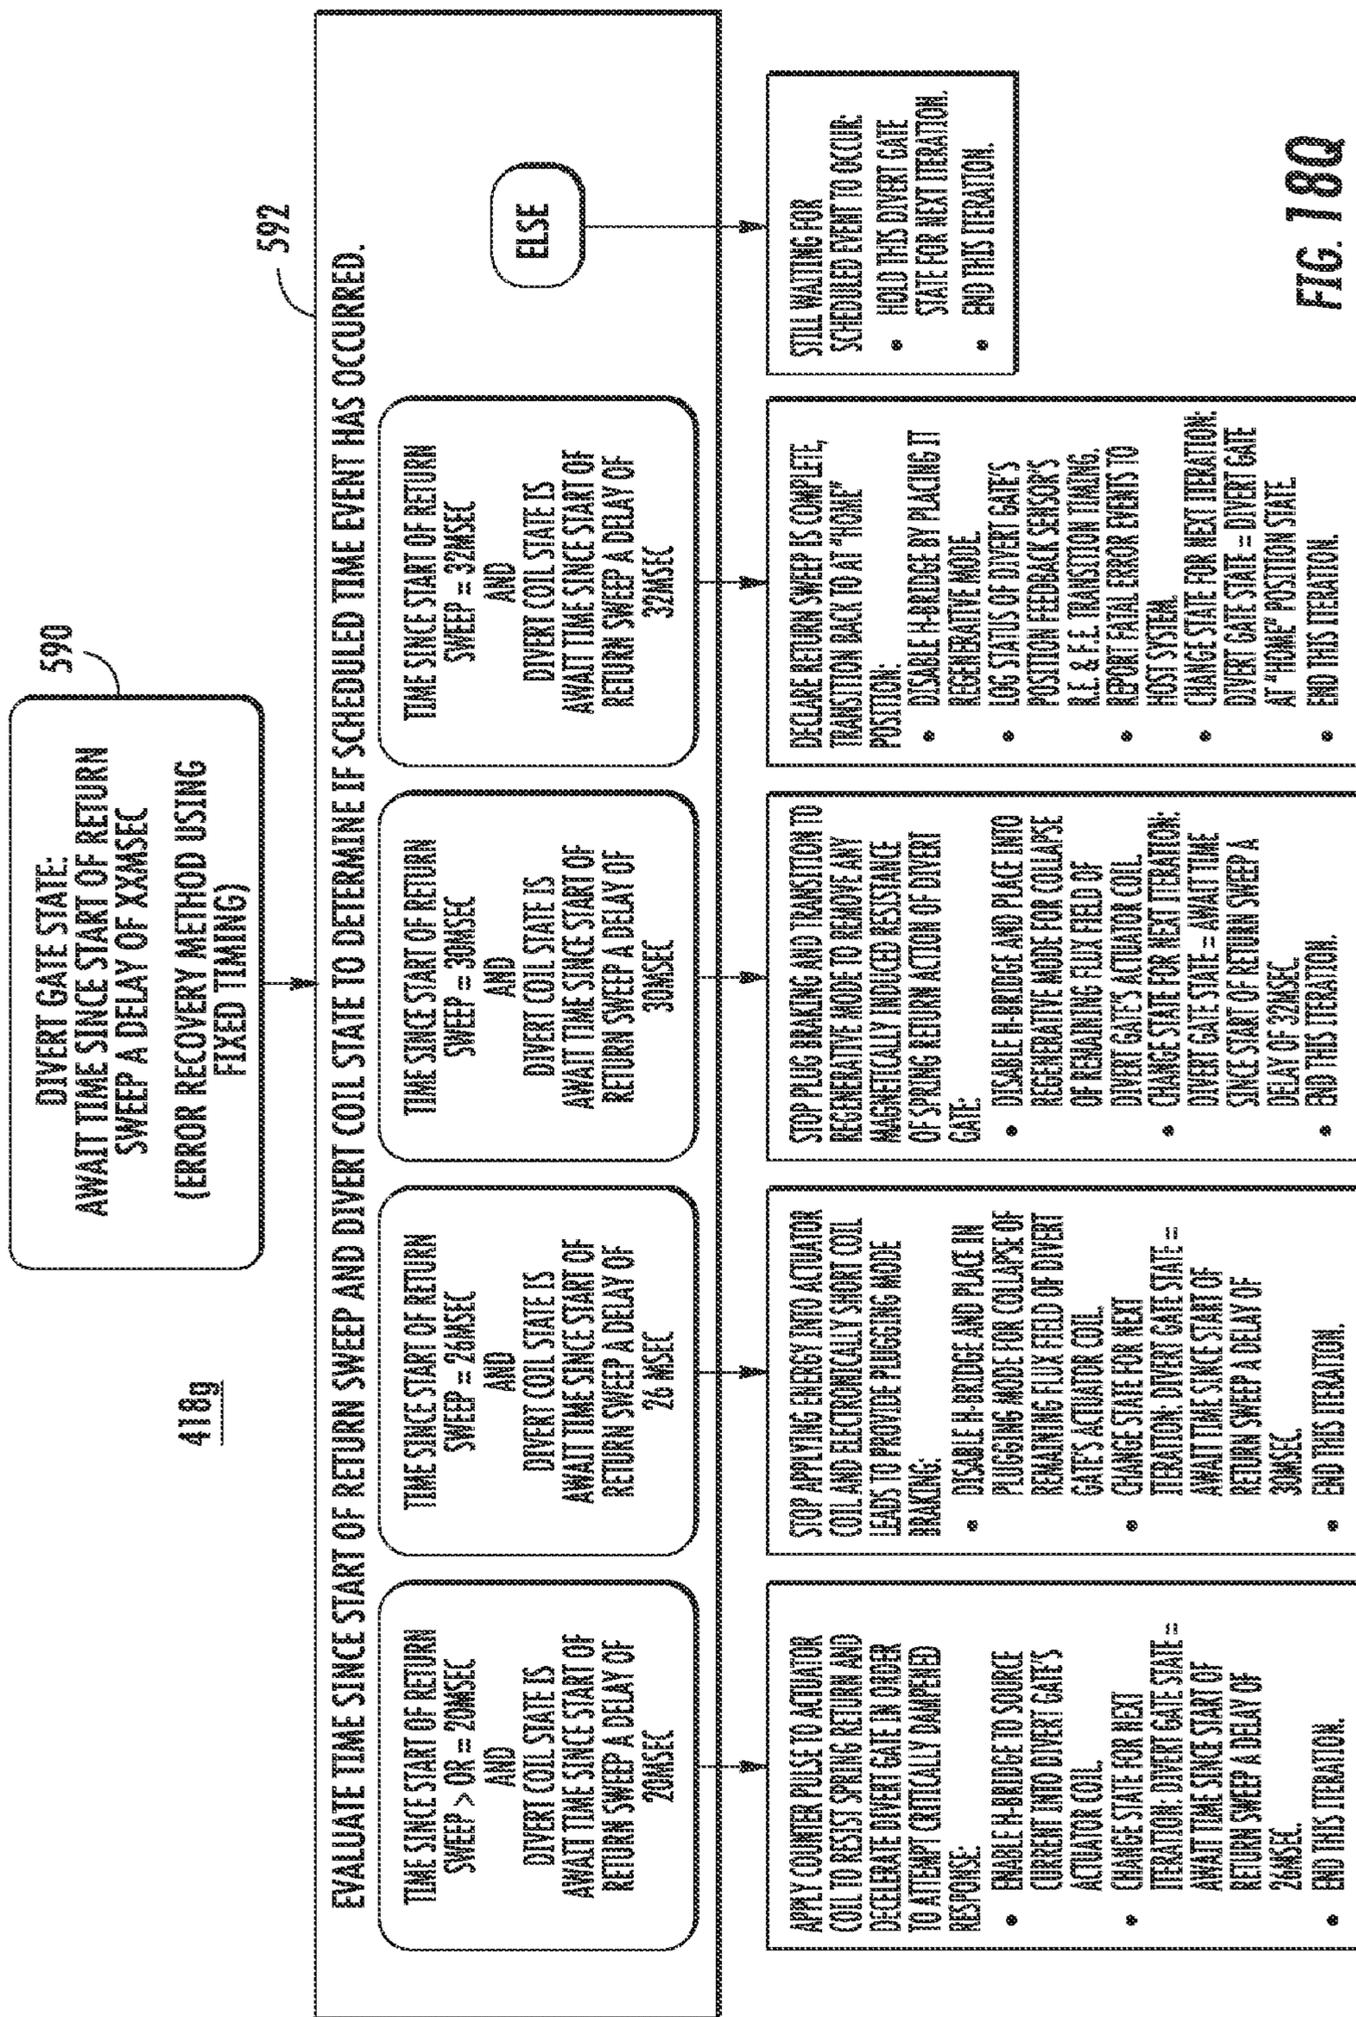 418g
DIVERT GATE STATE:
AWAIT TIME SINCE START OF RETURN
SWEEP A DELAY OF XXMSEC
(ERROR RECOVERY METHOD USING
FIXED TIMING)
590
592
EVALUATE TIME SINCE START OF RETURN SWEEP AND DIVERT COIL STATE TO DETERMINE IF SCHEDULED TIME EVENT HAS OCCURRED.
TIME SINCE START OF RETURN
SWEEP > OR = 20MSEC
AND
DIVERT COIL STATE IS
AWAIT TIME SINCE START OF
RETURN SWEEP A DELAY OF
20MSEC
TIME SINCE START OF RETURN
SWEEP = 26MSEC
AND
DIVERT COIL STATE IS
AWAIT TIME SINCE START OF
RETURN SWEEP A DELAY OF
26 MSEC
TIME SINCE START OF RETURN
SWEEP = 30MSEC
AND
DIVERT COIL STATE IS
AWAIT TIME SINCE START OF
RETURN SWEEP A DELAY OF
30MSEC
TIME SINCE START OF RETURN
SWEEP = 32MSEC
AND
DIVERT COIL STATE IS
AWAIT TIME SINCE START OF
RETURN SWEEP A DELAY OF
32MSEC
ELSE
APPLY COUNTER PULSE TO ACTUATOR
COIL TO RESIST SPRING RETURN AND
DECELERATE DIVERT GATE IN ORDER
TO ATTEMPT CRITICALLY DAMPENED
RESPONSE:
• ENABLE H-BRIDGE TO SOURCE
CURRENT INTO DIVERT GATE'S
ACTUATOR COIL.
• CHANGE STATE FOR NEXT
ITERATION: DIVERT GATE STATE =
AWAIT TIME SINCE START OF
RETURN SWEEP A DELAY OF
26MSEC.
• END THIS ITERATION.
STOP APPLYING ENERGY INTO ACTUATOR
COIL AND ELECTRONICALLY SHORT COIL
LEADS TO PROVIDE PLUGGING MODE
BRAKING:
• DISABLE H-BRIDGE AND PLACE IN
PLUGGING MODE FOR COLLAPSE OF
REMAINING FLUX FIELD OF DIVERT
GATE'S ACTUATOR COIL.
• CHANGE STATE FOR NEXT
ITERATION: DIVERT GATE STATE =
AWAIT TIME SINCE START OF
RETURN SWEEP A DELAY OF
30MSEC.
• END THIS ITERATION.
STOP PLUG BRAKING AND TRANSITION TO
REGENERATIVE MODE TO REMOVE ANY
MAGNETICALLY INDUCED RESISTANCE
OF SPRING RETURN ACTION OF DIVERT
GATE:
• DISABLE H-BRIDGE AND PLACE INTO
REGENERATIVE MODE FOR COLLAPSE
OF REMAINING FLUX FIELD OF
DIVERT GATE'S ACTUATOR COIL.
• CHANGE STATE FOR NEXT ITERATION:
DIVERT GATE STATE = AWAIT TIME
SINCE START OF RETURN SWEEP A
DELAY OF 32MSEC.
• END THIS ITERATION.
DECLARE RETURN SWEEP IS COMPLETE,
TRANSITION BACK TO AT "HOME"
POSITION:
• DISABLE H-BRIDGE BY PLACING IT
REGENERATIVE MODE.
• LOG STATUS OF DIVERT GATE'S
POSITION FEEDBACK SENSOR'S
R.E. & F.E. TRANSITION TIMING.
• REPORT FATAL ERROR EVENTS TO
HOST SYSTEM.
• CHANGE STATE FOR NEXT ITERATION:
DIVERT GATE STATE = DIVERT GATE
AT "HOME" POSITION STATE.
• END THIS ITERATION.
STILL WAITING FOR
SCHEDULED EVENT TO OCCUR:
• HOLD THIS DIVERT GATE
STATE FOR NEXT ITERATION.
• END THIS ITERATION.
FIG. 18Q